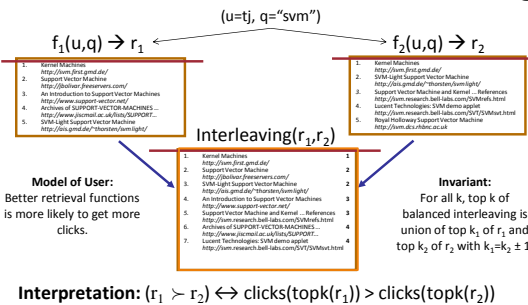 (u=tj, q="svm")
f1(u,q) → r1
f2(u,q) → r2
1. Kernel Machines
http://svm.first.gmd.de/
2. Support Vector Machine
http://jbolivar.freeservers.com/
3. An Introduction to Support Vector Machines
http://www.support-vector.net/
4. Archives of SUPPORT-VECTOR-MACHINES ...
http://www.jiscmail.ac.uk/lists/SUPPORT...
5. SVM-Light Support Vector Machine
http://ais.gmd.de/~thorsten/svm light/
1. Kernel Machines
http://svm.first.gmd.de/
2. SVM-Light Support Vector Machine
http://ais.gmd.de/~thorsten/svm light/
3. Support Vector Machine and Kernel ... References
http://svm.research.bell-labs.com/SVMrefs.html
4. Lucent Technologies: SVM demo applet
http://svm.research.bell-labs.com/SVT/SVMsvt.html
5. Royal Holloway Support Vector Machine
http://svm.dcs.rhbnc.ac.uk
Interleaving(r1,r2)
1. Kernel Machines 1
http://svm.first.gmd.de/
2. Support Vector Machine 2
http://jbolivar.freeservers.com/
3. SVM-Light Support Vector Machine 2
http://ais.gmd.de/~thorsten/svm light/
4. An Introduction to Support Vector Machines 3
http://www.support-vector.net/
5. Support Vector Machine and Kernel ... References 3
http://svm.research.bell-labs.com/SVMrefs.html
6. Archives of SUPPORT-VECTOR-MACHINES ... 4
http://www.jiscmail.ac.uk/lists/SUPPORT...
7. Lucent Technologies: SVM demo applet 4
http://svm.research.bell-labs.com/SVT/SVMsvt.html
Model of User:
Better retrieval functions
is more likely to get more
clicks.
Invariant:
For all k, top k of
balanced interleaving is
union of top k1 of r1 and
top k2 of r2 with k1=k2 ± 1
Interpretation: (r1 ≻ r2) ↔ clicks(topk(r1)) > clicks(topk(r2))